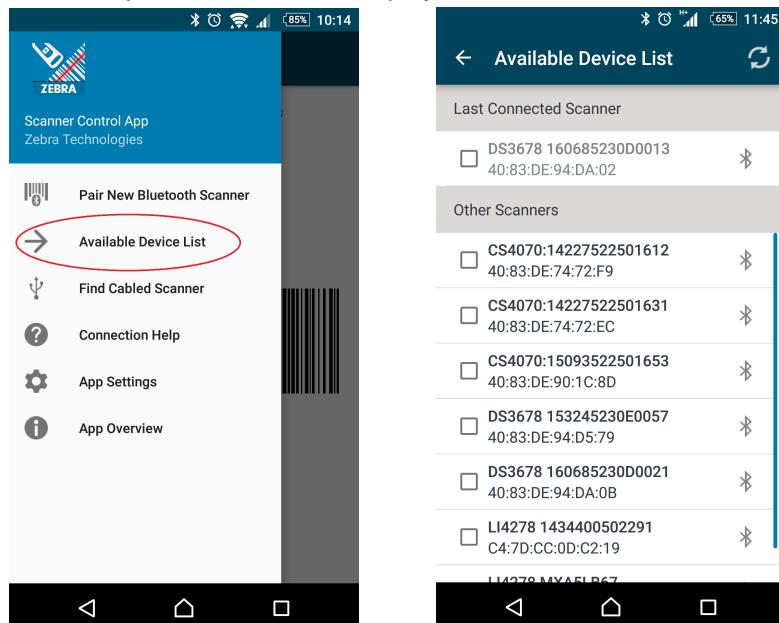 85% 10:14
ZEBRA
Scanner Control App
Zebra Technologies
Pair New Bluetooth Scanner
Available Device List
Find Cabled Scanner
Connection Help
App Settings
App Overview
H+ 65% 11:45
Available Device List
Last Connected Scanner
DS3678 160685230D0013
40:83:DE:94:DA:02
Other Scanners
CS4070:14227522501612
40:83:DE:74:72:F9
CS4070:14227522501631
40:83:DE:74:72:EC
CS4070:15093522501653
40:83:DE:90:1C:8D
DS3678 153245230E0057
40:83:DE:94:D5:79
DS3678 160685230D0021
40:83:DE:94:DA:0B
LI4278 1434400502291
C4:7D:CC:0D:C2:19
LI4278